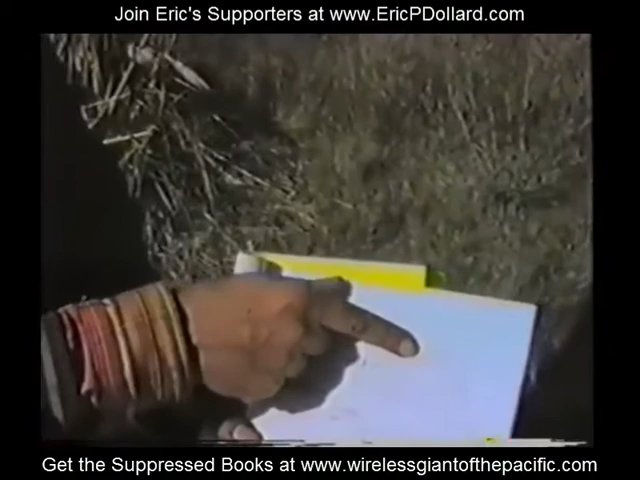 Join Eric's Supporters at www.EricPDollard.com
Get the Suppressed Books at www.wirelessgiantofthepacific.com